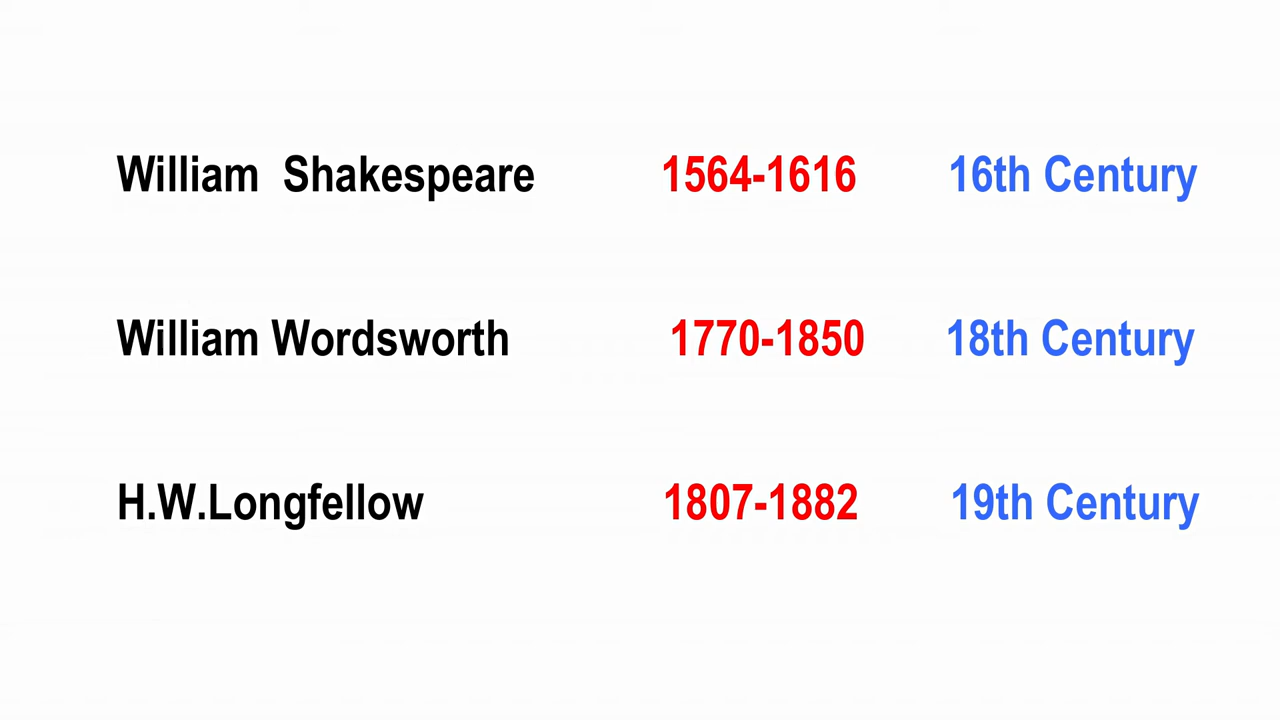 William Shakespeare 1564-1616 16th Century
William Wordsworth 1770-1850 18th Century
H.W.Longfellow 1807-1882 19th Century